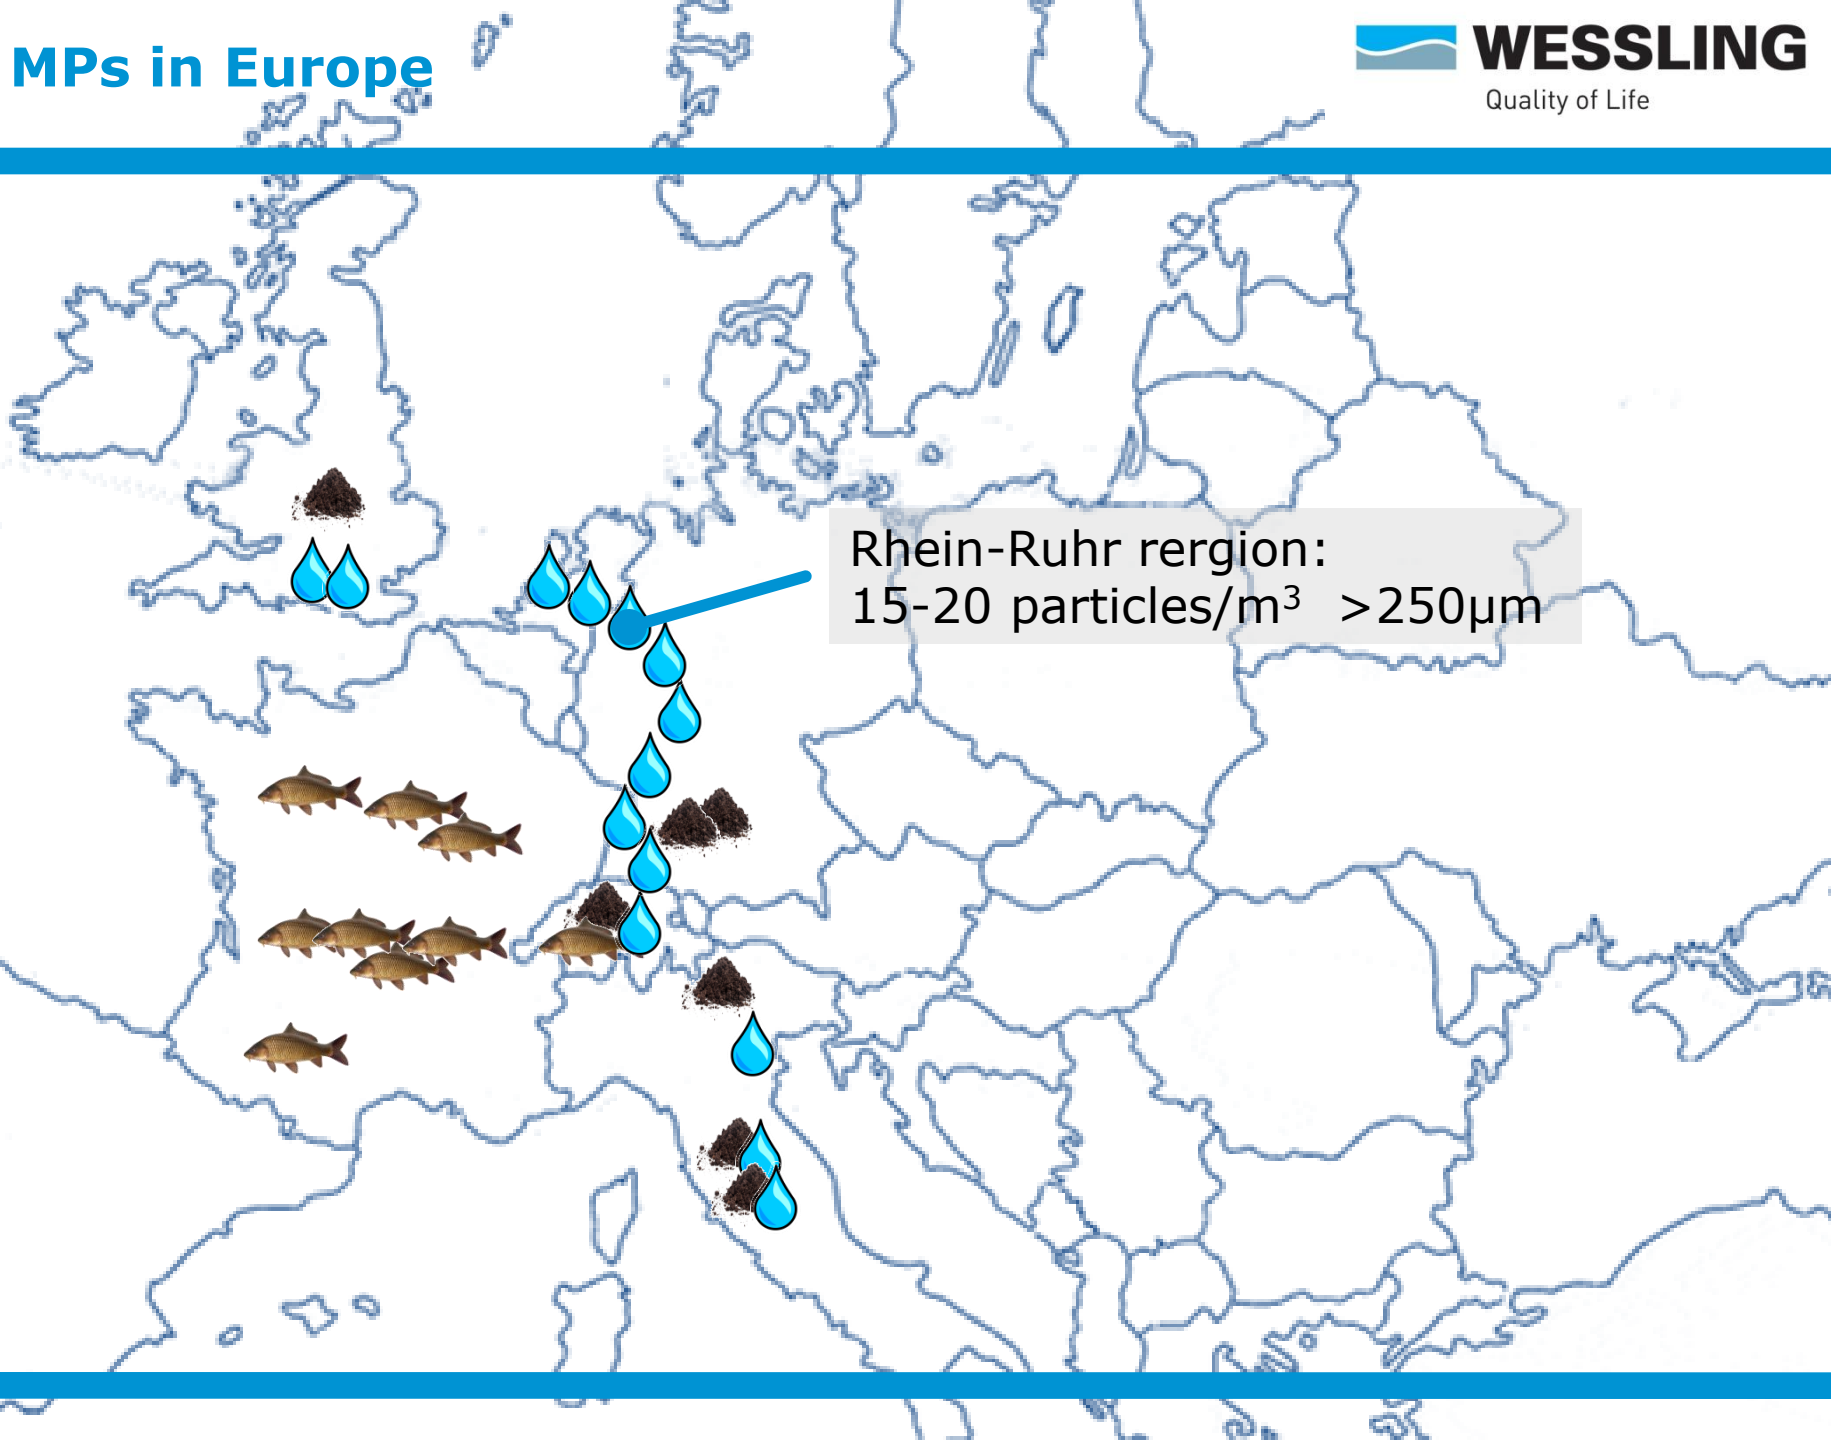 MPs in Europe
WESSLING
Quality of Life
Rhein-Ruhr rergion:
15-20 particles/m³ >250µm